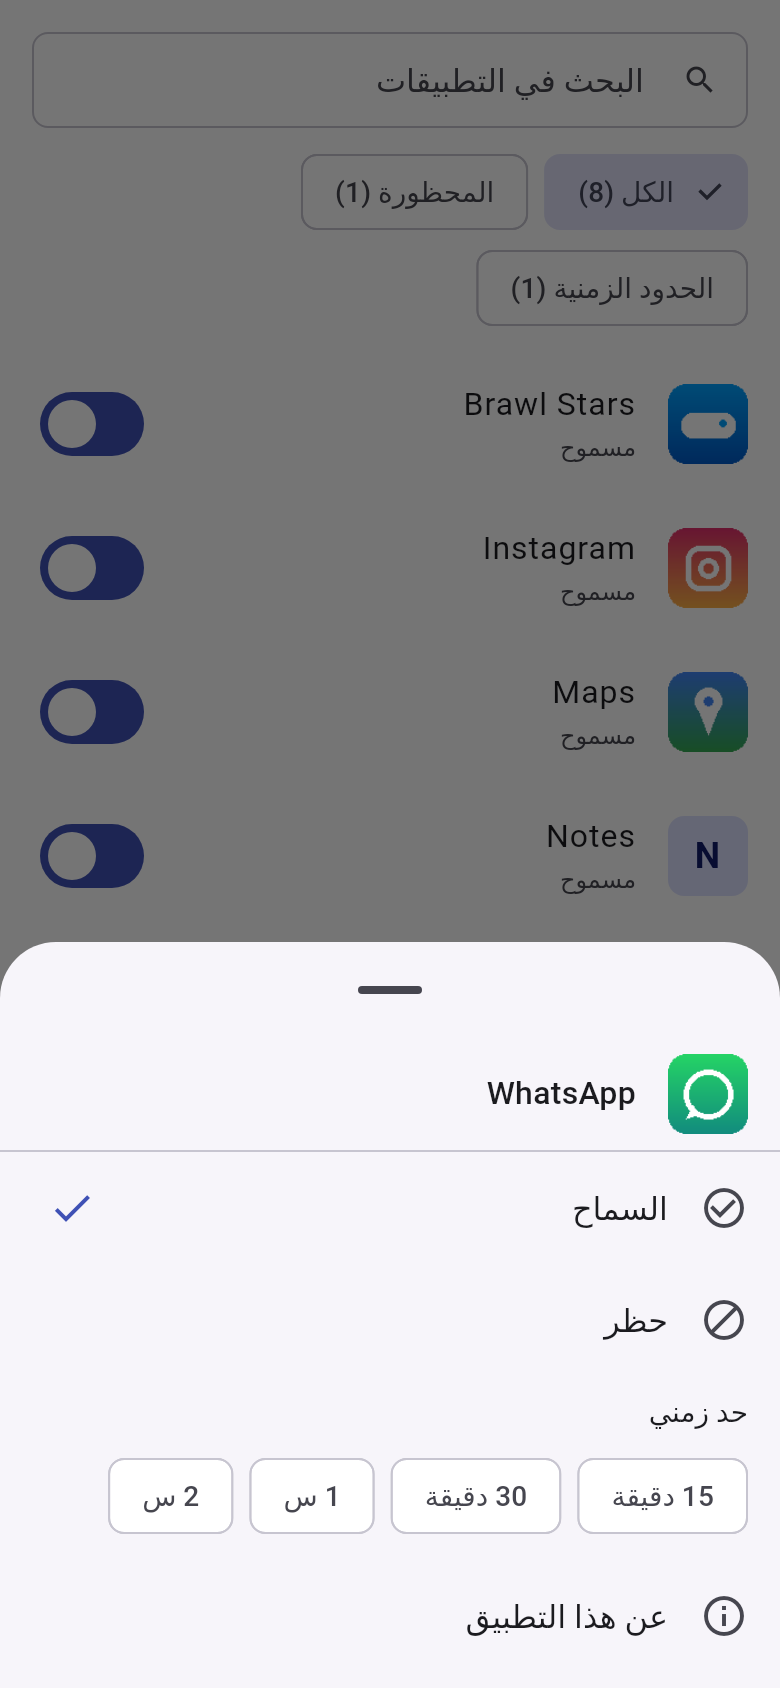 البحث في التطبيقات
الكل (8)
المحظورة (1)
الحدود الزمنية (1)
Brawl Stars
مسموح
Instagram
مسموح
Maps
مسموح
N
Notes
مسموح
WhatsApp
السماح
حظر
حد زمني
15 دقيقة
30 دقيقة
1 س
2 س
عن هذا التطبيق